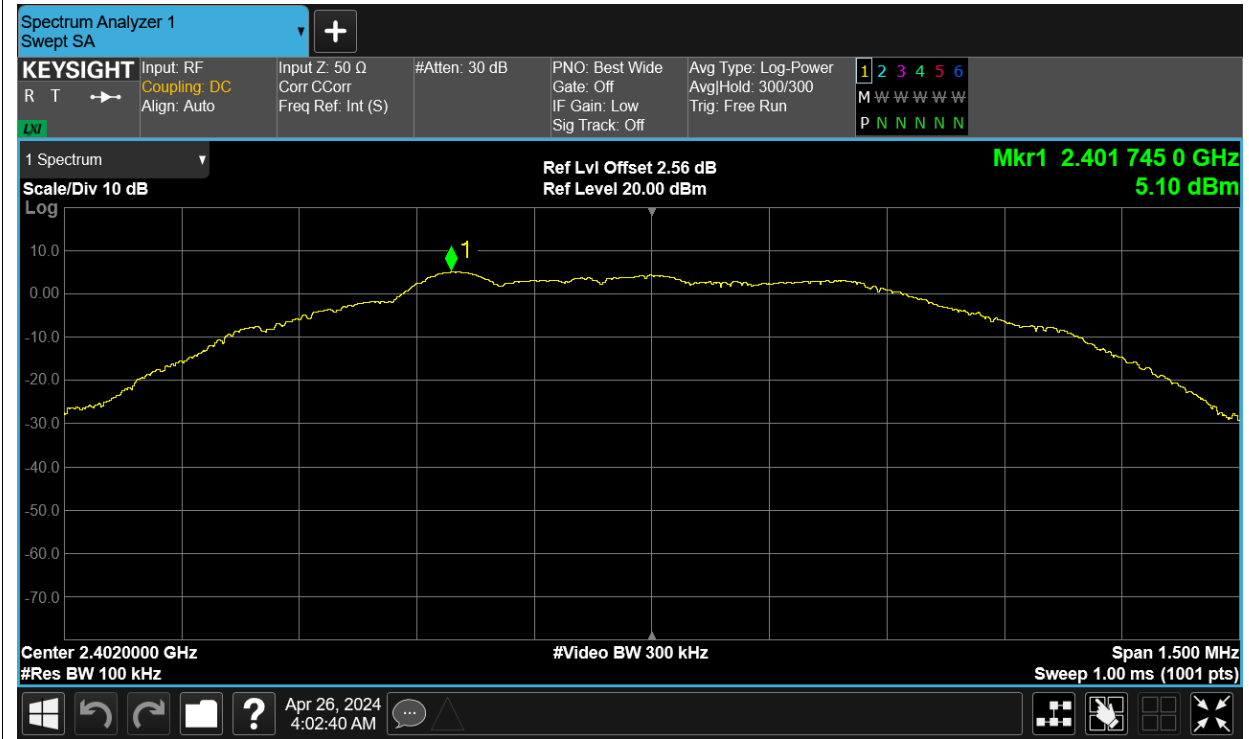 Spectrum Analyzer 1
Swept SA
KEYSIGHT
R T
LXI
Input: RF
Coupling: DC
Align: Auto
Input Z: 50 Ω
Corr CCorr
Freq Ref: Int (S)
#Atten: 30 dB
PNO: Best Wide
Gate: Off
IF Gain: Low
Sig Track: Off
Avg Type: Log-Power
Avg|Hold: 300/300
Trig: Free Run
1 2 3 4 5 6
M W W W W W
P N N N N N
1 Spectrum
Scale/Div 10 dB
Log
Ref Lvl Offset 2.56 dB
Ref Level 20.00 dBm
Mkr1 2.401 745 0 GHz
5.10 dBm
1
10.0
0.00
-10.0
-20.0
-30.0
-40.0
-50.0
-60.0
-70.0
Center 2.4020000 GHz
#Res BW 100 kHz
#Video BW 300 kHz
Span 1.500 MHz
Sweep 1.00 ms (1001 pts)
?
Apr 26, 2024
4:02:40 AM